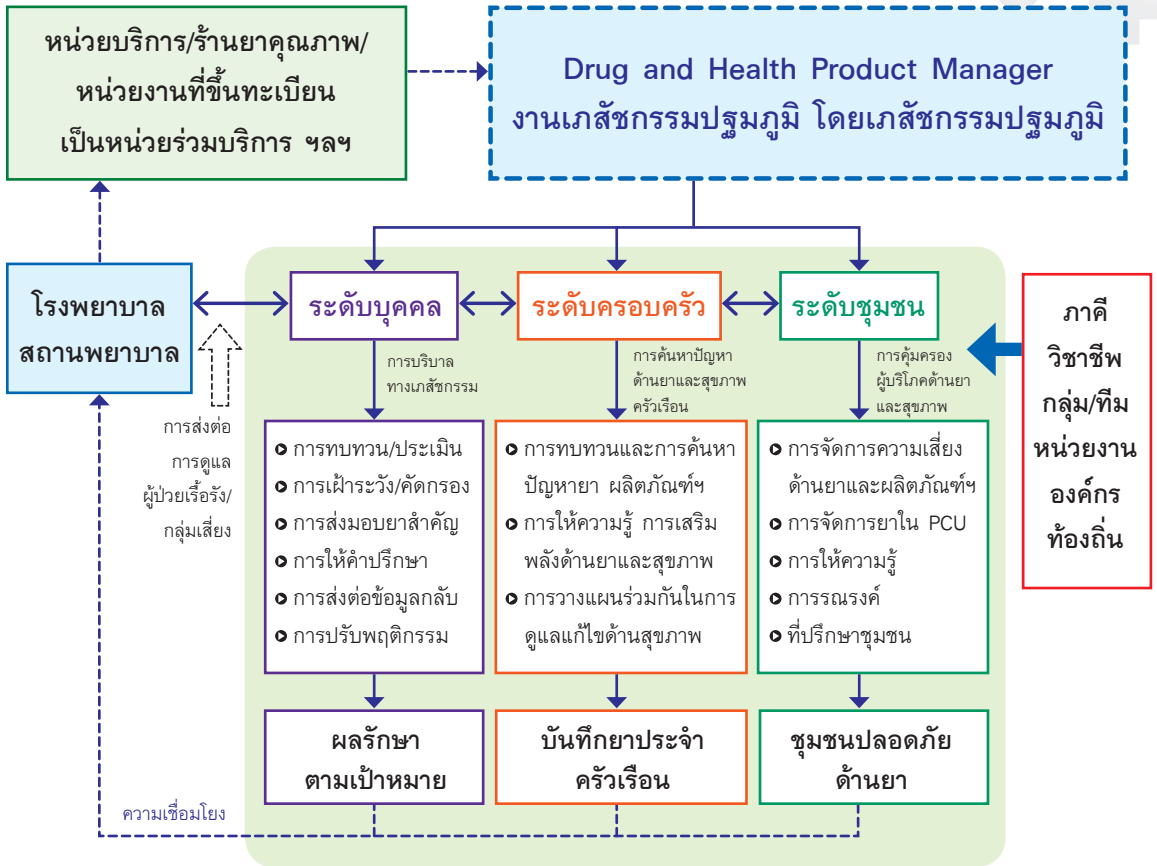 หน่วยบริการ/ร้านยาคุณภาพ/
หน่วยงานที่ขึ้นทะเบียน
เป็นหน่วยร่วมบริการ ฯลฯ
Drug and Health Product Manager
งานเภสัชกรรมปฐมภูมิ โดยเภสัชกรรมปฐมภูมิ
โรงพยาบาล
สถานพยาบาล
ระดับบุคคล
ระดับครอบครัว
ระดับชุมชน
ภาคี
วิชาชีพ
กลุ่ม/ทีม
หน่วยงาน
องค์กร
ท้องถิ่น
การส่งต่อ
การดูแล
ผู้ป่วยเรื้อรัง/
กลุ่มเสี่ยง
การบริบาล
ทางเภสัชกรรม
การค้นหาปัญหา
ด้านยาและสุขภาพ
ครัวเรือน
การคุ้มครอง
ผู้บริโภคด้านยา
และสุขภาพ
การทบทวน/ประเมิน
การเฝ้าระวัง/คัดกรอง
การส่งมอบยาสำคัญ
การให้คำปรึกษา
การส่งต่อข้อมูลกลับ
การปรับพฤติกรรม
การทบทวนและการค้นหา
ปัญหายา ผลิตภัณฑ์ฯ
การให้ความรู้ การเสริม
พลังด้านยาและสุขภาพ
การวางแผนร่วมกันในการ
ดูแลแก้ไขด้านสุขภาพ
การจัดการความเสี่ยง
ด้านยาและผลิตภัณฑ์ฯ
การจัดการยาใน PCU
การให้ความรู้
การรณรงค์
ที่ปรึกษาชุมชน
ผลรักษา
ตามเป้าหมาย
บันทึกยาประจำ
ครัวเรือน
ชุมชนปลอดภัย
ด้านยา
ความเชื่อมโยง